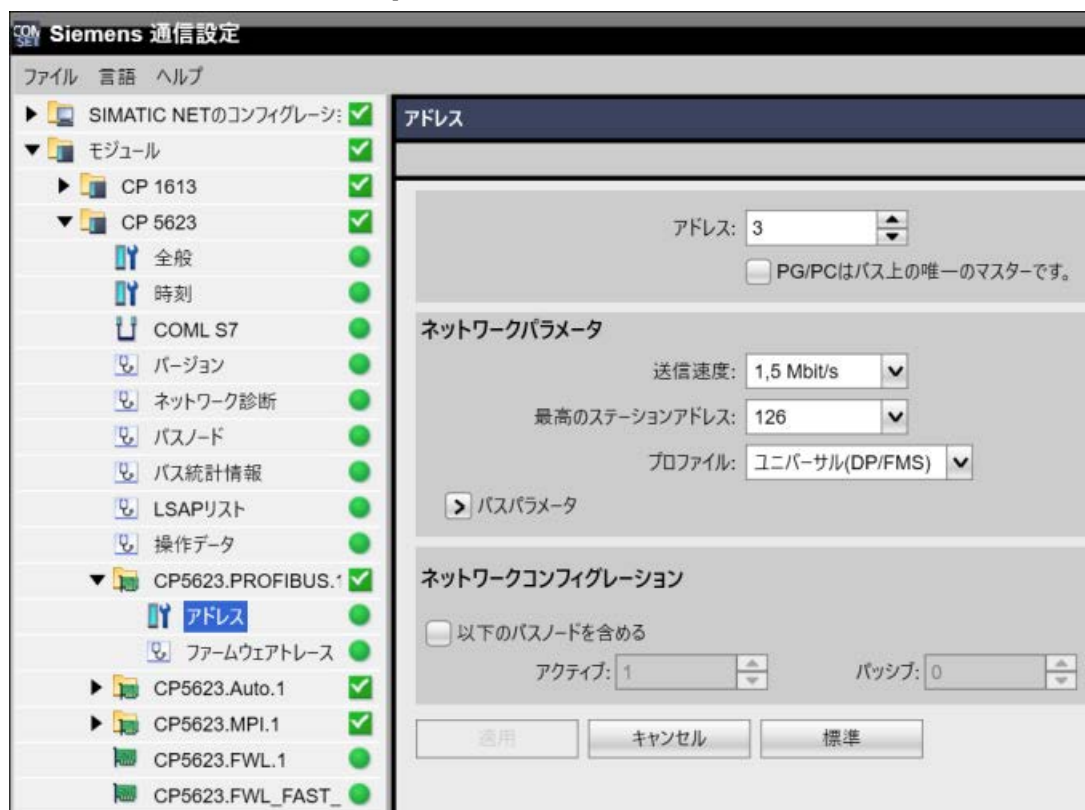 Siemens 通信設定
ファイル 言語 ヘルプ
SIMATIC NETのコンフィグレーショ
モジュール
CP 1613
CP 5623
全般
時刻
COML S7
バージョン
ネットワーク診断
バスノード
バス統計情報
LSAPリスト
操作データ
CP5623.PROFIBUS.1
アドレス
ファームウェアトレース
CP5623.Auto.1
CP5623.MPI.1
CP5623.FWL.1
CP5623.FWL_FAST_
アドレス
アドレス: 3
PG/PCはバス上の唯一のマスターです。
ネットワークパラメータ
送信速度: 1,5 Mbit/s
最高のステーションアドレス: 126
プロファイル: ユニバーサル(DP/FMS)
バスパラメータ
ネットワークコンフィグレーション
以下のバスノードを含める
アクティブ: 1 パッシブ: 0
適用 キャンセル 標準